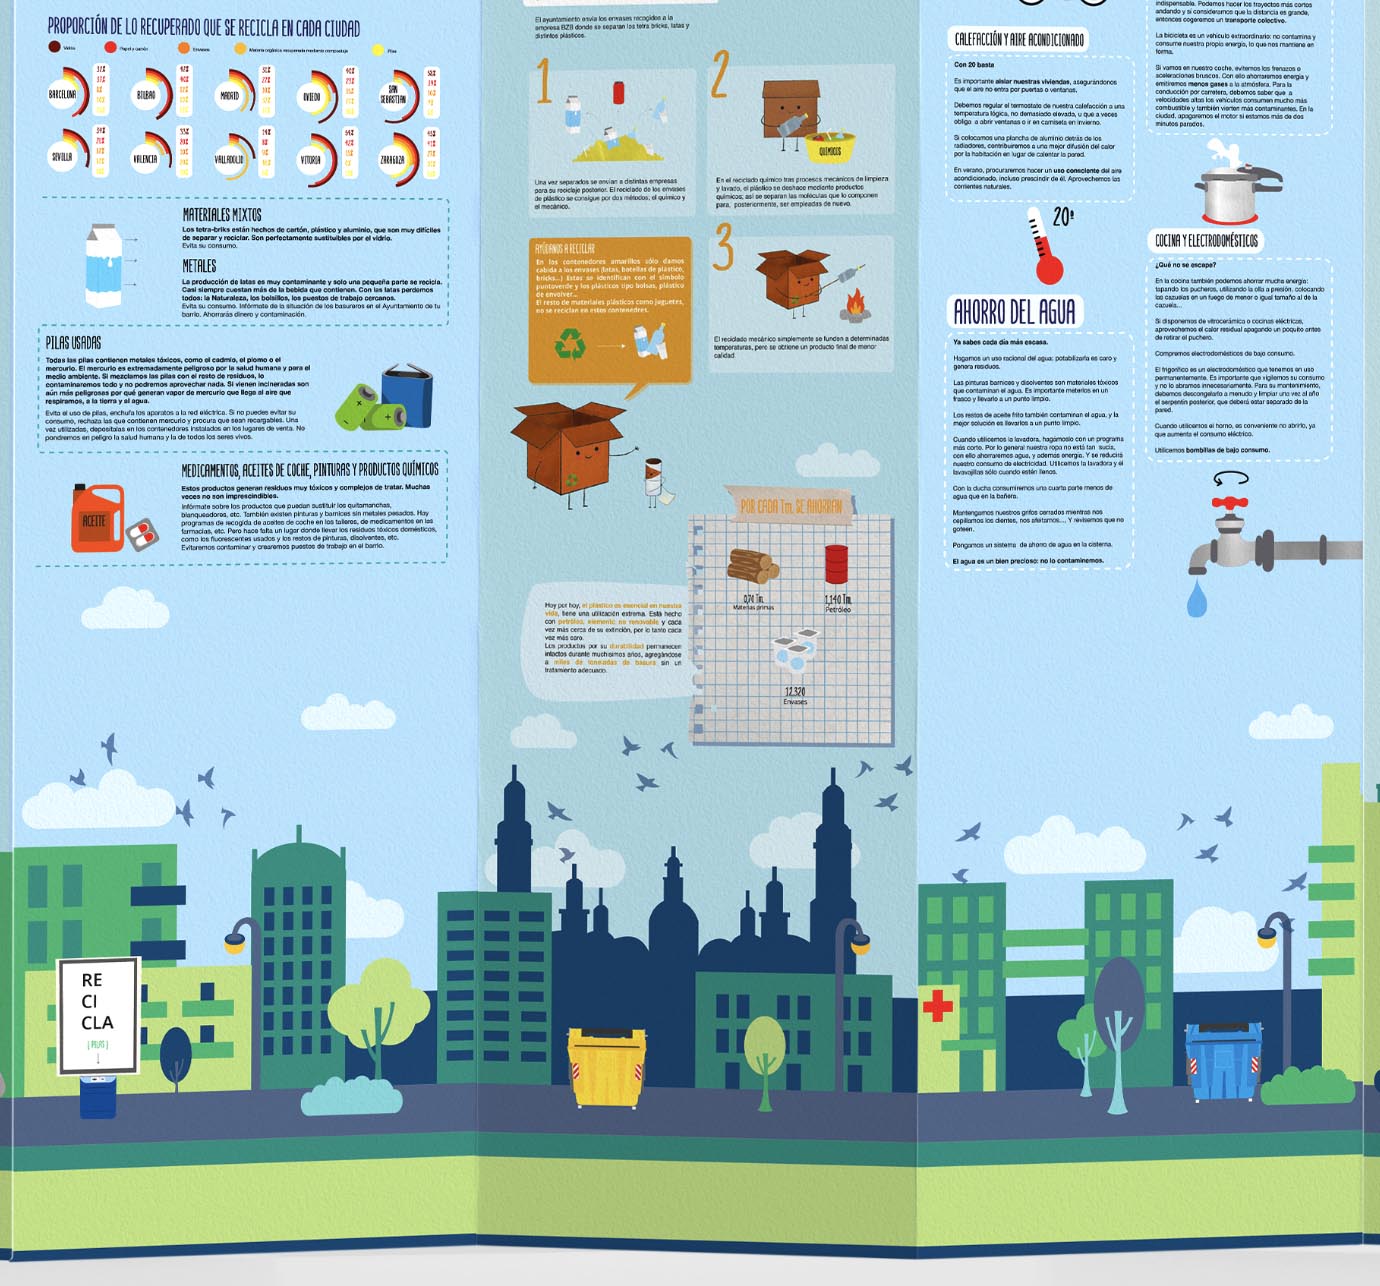 PROPORCIÓN DE LO RECUPERADO QUE SE RECICLA EN CADA CIUDAD
Vidrio
Papel y cartón
Envases
Materia orgánica recuperada mediante compostaje
Pilas
BARCELONA
BILBAO
MADRID
OVIEDO
SAN SEBASTIAN
SEVILLA
VALENCIA
VALLADOLID
VITORIA
ZARAGOZA
MATERIALES MIXTOS
Los tetra-briks están hechos de cartón, plástico y aluminio, que son muy difíciles
de separar y reciclar. Son perfectamente sustituibles por el vidrio.
Evita su consumo.
METALES
La producción de latas es muy contaminante y solo una pequeña parte se recicla.
Casi siempre cuestan más de la bebida que contienen. Con las latas perdemos
todos: la Naturaleza, los bolsillos, los puestos de trabajo cercanos.
Evita su consumo. Infórmate de la situación de los basureros en el Ayuntamiento de tu
barrio. Ahorrarás dinero y contaminación.
PILAS USADAS
Todas las pilas contienen metales tóxicos, como el cadmio, el plomo o el
mercurio. El mercurio es extremadamente peligroso por la salud humana y para el
medio ambiente. Si mezclamos las pilas con el resto de residuos, lo
contaminaremos todo y no podremos aprovechar nada. Si vienen incineradas son
aún más peligrosas por qué generan vapor de mercurio que llega al aire que
respiramos, a la tierra y el agua.
Evita el uso de pilas, enchufa los aparatos a la red eléctrica. Si no puedes evitar su
consumo, rechaza las que contienen mercurio y procura que sean recargables. Una
vez utilizadas, deposítalas en los contenedores instalados en los lugares de venta. No
pondremos en peligro la salud humana y la de todos los seres vivos.
MEDICAMENTOS, ACEITES DE COCHE, PINTURAS Y PRODUCTOS QUÍMICOS
Estos productos generan residuos muy tóxicos y complejos de tratar. Muchas
veces no son imprescindibles.
Infórmate sobre los productos que puedan sustituir los quitamanchas,
blanqueadores, etc. También existen pinturas y barnices sin metales pesados. Hay
programas de recogida de aceites de coche en los talleres, de medicamentos en las
farmacias, etc. Pero hace falta un lugar donde llevar los residuos tóxicos domésticos,
como los fluorescentes usados y los restos de pinturas, disolventes, etc.
Evitaremos contaminar y crearemos puestos de trabajo en el barrio.
ACEITE
RE
CI
CLA
[PILAS]
El ayuntamiento envía los envases recogidos a la
empresa BZB donde se separan los tetra bricks, latas y
distintos plásticos.
1
Una vez separados se envían a distintas empresas
para su reciclaje posterior. El reciclado de los envases
de plástico se consigue por dos métodos: el químico y
el mecánico.
2
QUÍMICOS
En el reciclado químico tras procesos mecánicos de limpieza
y lavado, el plástico se deshace mediante productos
químicos, así se separan las moléculas que lo componen
para, posteriormente, ser empleadas de nuevo.
AYÚDANOS A RECICLAR
En los contenedores amarillos sólo damos
cabida a los envases (latas, botellas de plástico,
bricks...) Estas se identifican con el símbolo
puntoverde y los plásticos tipo bolsas, plástico
de envolver...
El resto de materiales plásticos como juguetes,
no se reciclan en estos contenedores.
3
El reciclado mecánico simplemente se funden a determinadas
temperaturas, pero se obtiene un producto final de menor
calidad.
POR CADA Tm. SE AHORRAN
0,70 Tm.
Materias primas
1,140 Tm.
Petróleo
12.320
Envases
Hoy por hoy, el plástico es esencial en nuestra
vida, tiene una utilización extrema. Está hecho
con petróleo, elemento no renovable y cada
vez más cerca de su extinción, por lo tanto cada
vez más caro.
Los productos por su durabilidad permanecen
intactos durante muchísimos años, agregándose
a miles de toneladas de basura sin un
tratamiento adecuado.
CALEFACCIÓN Y AIRE ACONDICIONADO
Con 20 basta
Es importante aislar nuestras viviendas, asegurándonos
que el aire no entra por puertas o ventanas.
Debemos regular el termostato de nuestra calefacción a una
temperatura lógica, no demasiado elevada, u que a veces
obliga a abrir ventanas o ir en camiseta en invierno.
Si colocamos una plancha de aluminio detrás de los
radiadores, contribuiremos a una mejor difusión del calor
por la habitación en lugar de calentar la pared.
En verano, procuraremos hacer un uso consciente del aire
acondicionado, incluso prescindir de él. Aprovechemos las
corrientes naturales.
20º
AHORRO DEL AGUA
Ya sabes cada día más escasa.
Hagamos un uso racional del agua: potabilizarla es caro y
genera residuos.
Las pinturas barnices y disolventes son materiales tóxicos
que contaminan el agua. Es importante meterlos en un
frasco y llevarlo a un punto limpio.
Los restos de aceite frito también contaminan el agua, y la
mejor solución es llevarlos a un punto limpio.
Cuando utilicemos la lavadora, hagámoslo con un programa
más corto. Por lo general nuestra ropa no está tan sucia,
con ello ahorraremos agua, y además energía. Y se reducirá
nuestro consumo de electricidad. Utilicemos la lavadora y el
lavavajillas sólo cuando estén llenos.
Con la ducha consumiremos una cuarta parte menos de
agua que en la bañera.
Mantengamos nuestros grifos cerrados mientras nos
cepillamos los dientes, nos afeitamos... Y revisemos que no
goteen.
Pongamos un sistema de ahorro de agua en la cisterna.
El agua es un bien precioso: no lo contaminemos.
indispensable. Podemos hacer los trayectos más cortos
andando y si consideramos que la distancia es grande,
entonces cogeremos un transporte colectivo.
La bicicleta es un vehículo extraordinario: no contamina y
consume nuestra propia energía, lo que nos mantiene en
forma.
Si vamos en nuestro coche, evitemos los frenazos o
aceleraciones bruscos. Con ello ahorraremos energía y
emitiremos menos gases a la atmósfera. Para la
conducción por carretera, debemos saber que a
velocidades altas los vehículos consumen mucho más
combustible y también vierten más contaminantes. En la
ciudad, apagaremos el motor si estamos más de dos
minutos parados.
COCINA Y ELECTRODOMÉSTICOS
¿Qué no se escape?
En la cocina también podemos ahorrar mucha energía:
tapando los pucheros, utilizando la olla a presión, colocando
las cazuelas en un fuego de menor o igual tamaño al de la
cazuela...
Si disponemos de vitrocerámica o cocinas eléctricas,
aprovechemos el calor residual apagando un poquito antes
de retirar el puchero.
Compremos electrodomésticos de bajo consumo.
El frigorífico es un electrodoméstico que tenemos en uso
permanentemente. Es importante que vigilemos su consumo
y no lo abramos innecesariamente. Para su mantenimiento,
debemos descongelarlo a menudo y limpiar una vez al año
el serpentín posterior, que deberá estar separado de la
pared.
Cuando utilicemos el horno, es conveniente no abrirlo, ya
que aumenta el consumo eléctrico.
Utilicemos bombillas de bajo consumo.